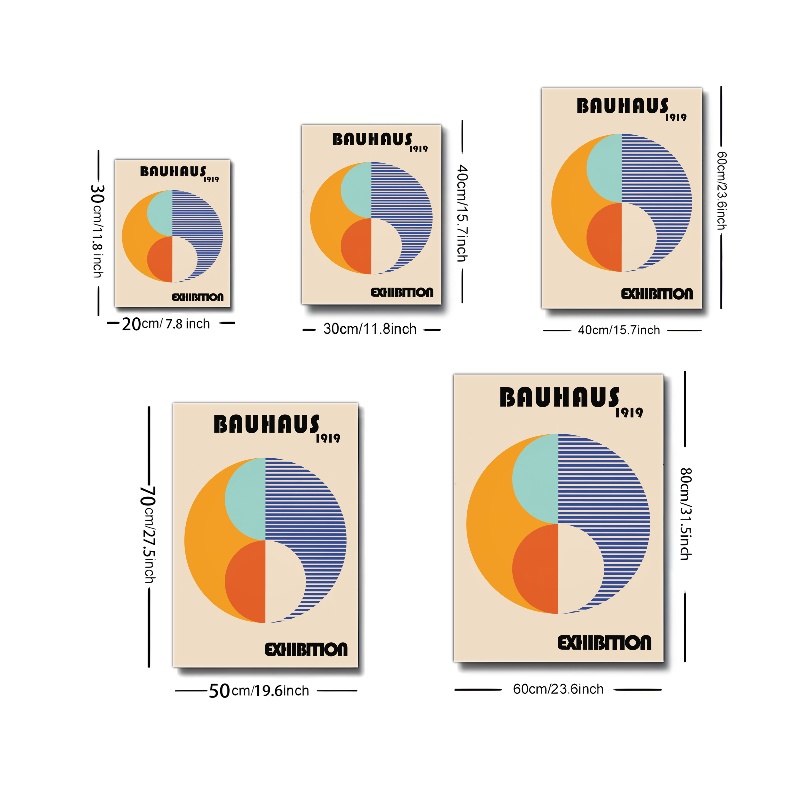 BAUHAUS
1919
EXHIBITION
30cm/11.8 inch
20cm/ 7.8 inch
BAUHAUS
1919
EXHIBITION
40cm/15.7inch
30cm/11.8inch
BAUHAUS
1919
EXHIBITION
60cm/23.6inch
40cm/15.7inch
BAUHAUS
1919
EXHIBITION
70cm/27.5inch
50cm/19.6inch
BAUHAUS
1919
EXHIBITION
80cm/31.5inch
60cm/23.6inch